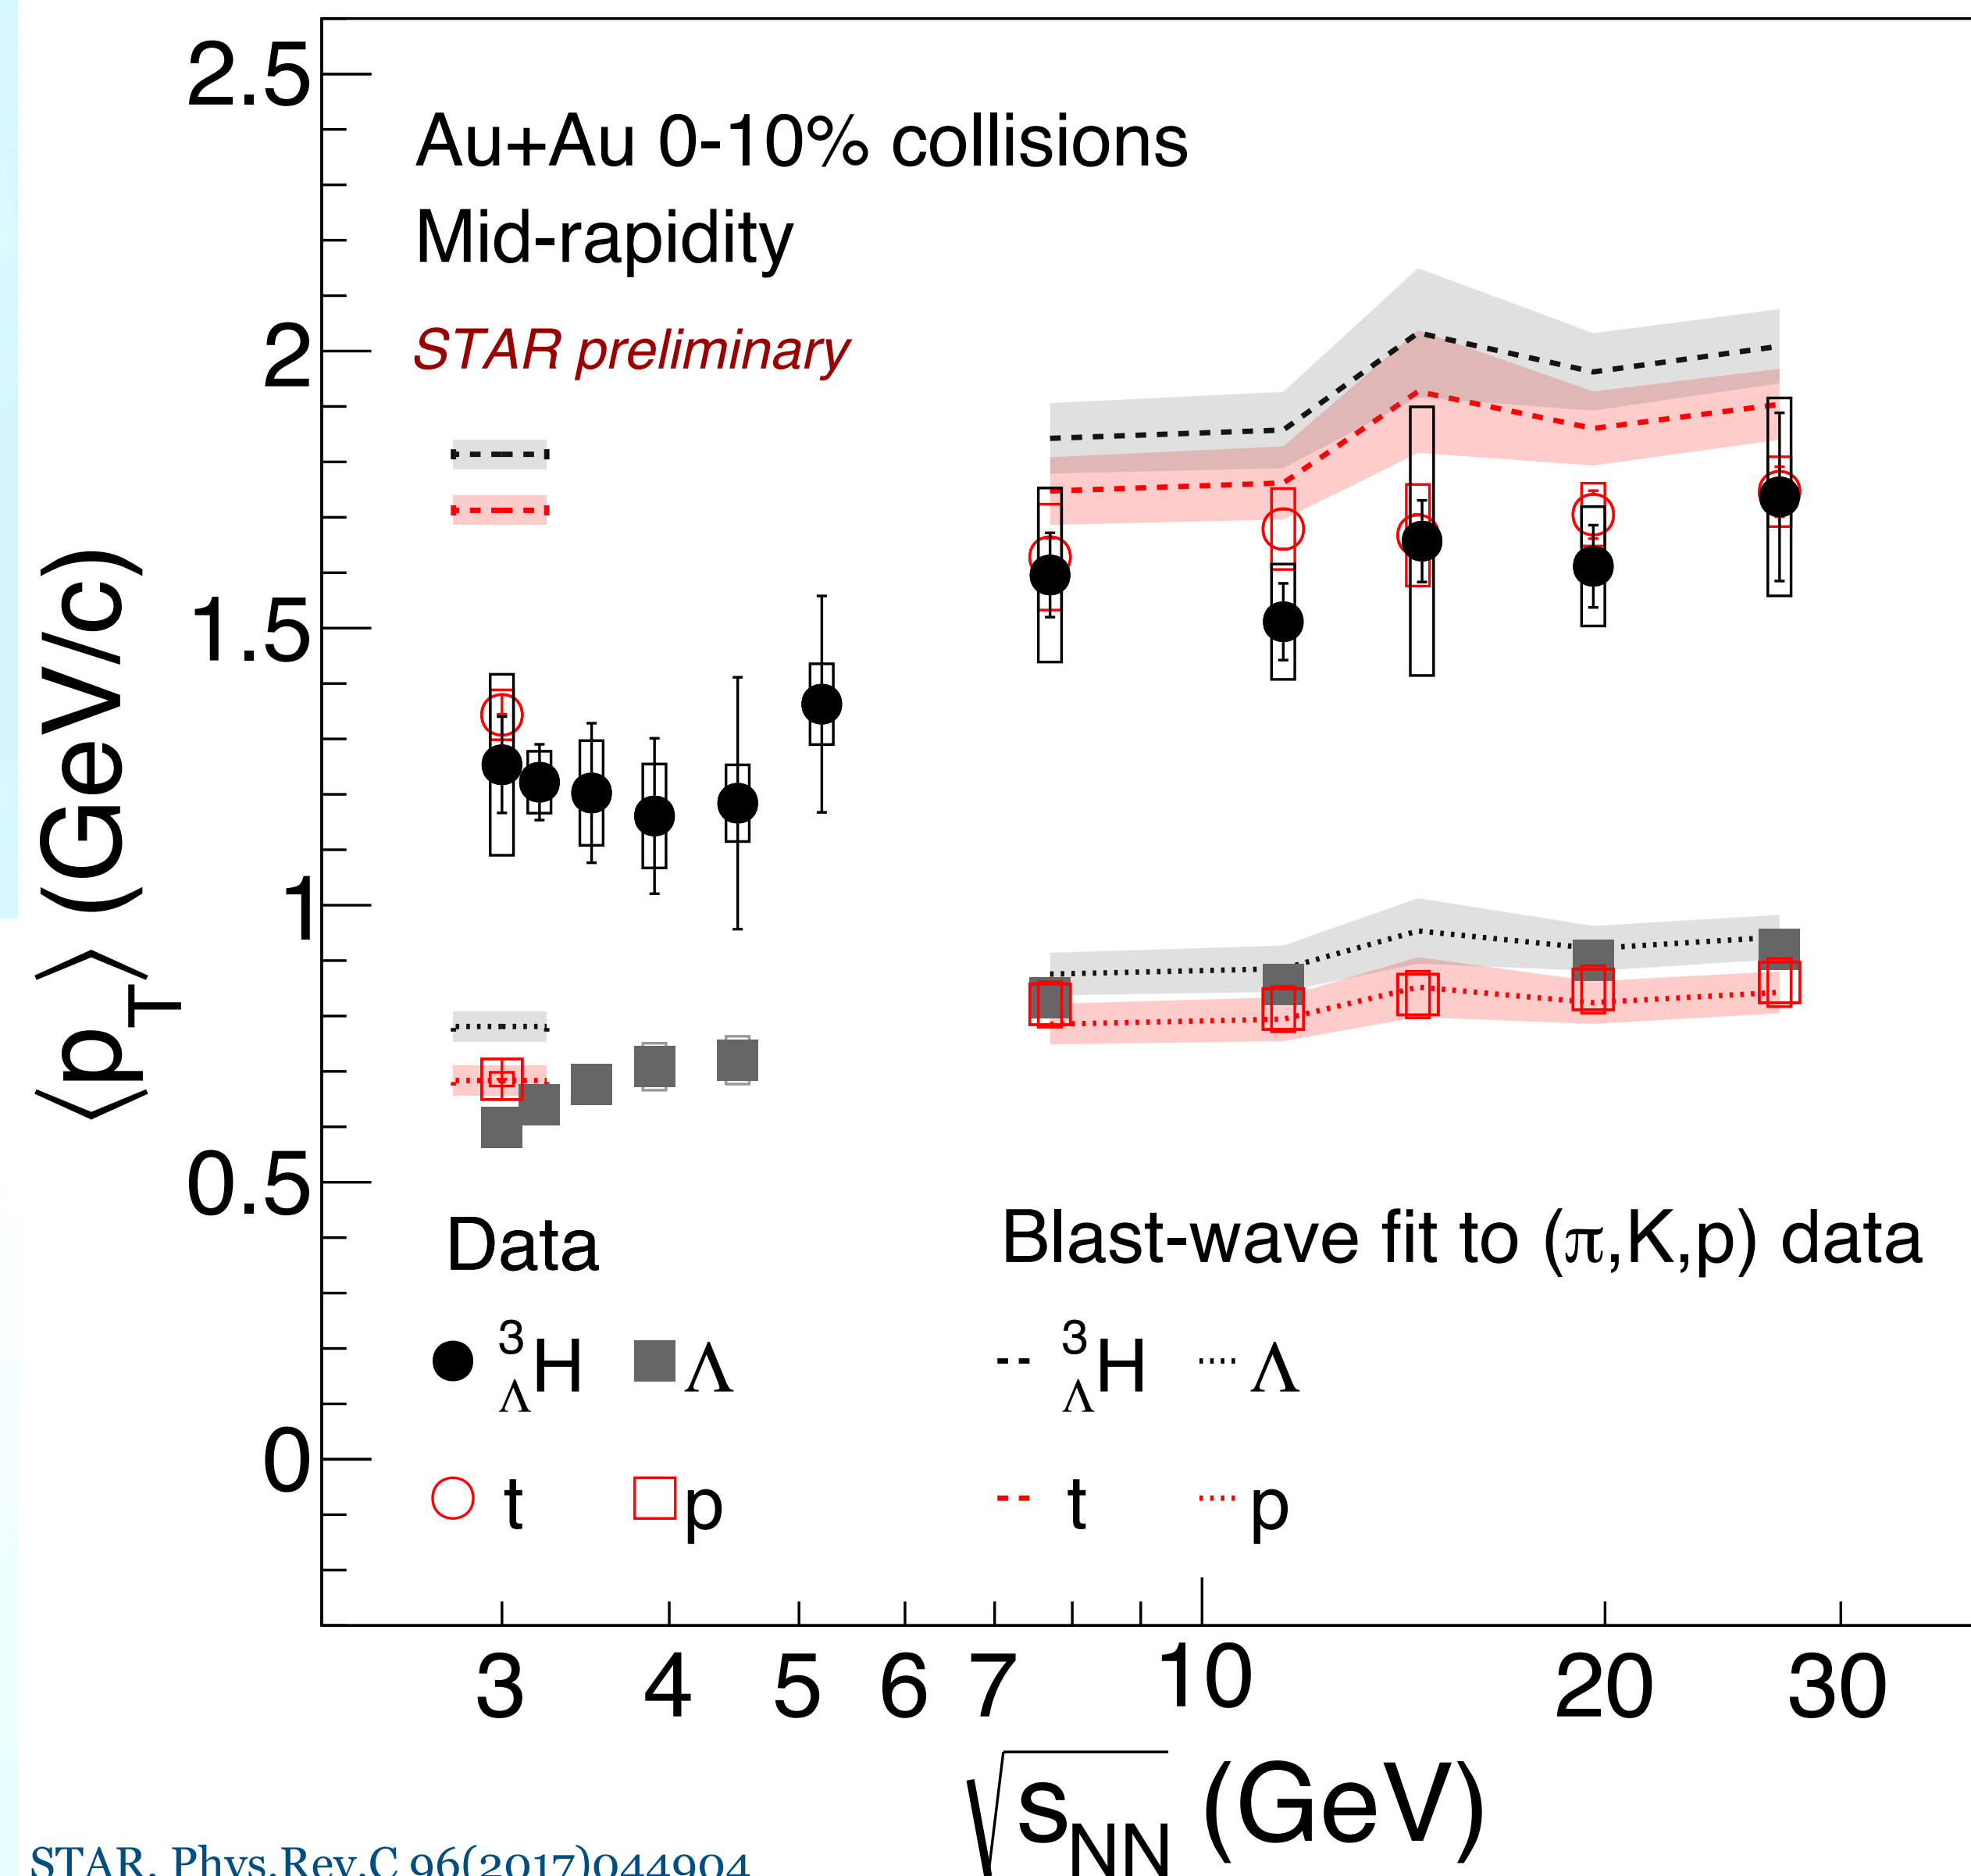 2.5
Au+Au 0-10% collisions
Mid-rapidity
2
STAR preliminary
1.5
1
0.5
0
⟨p_T⟩ (GeV/c)
Data
Blast-wave fit to (π,K,p) data
³_ΛH Λ ³_ΛH Λ
t p t p
3 4 5 6 7 10 20 30
√s_NN (GeV)
STAR, Phys.Rev.C 96(2017)044904